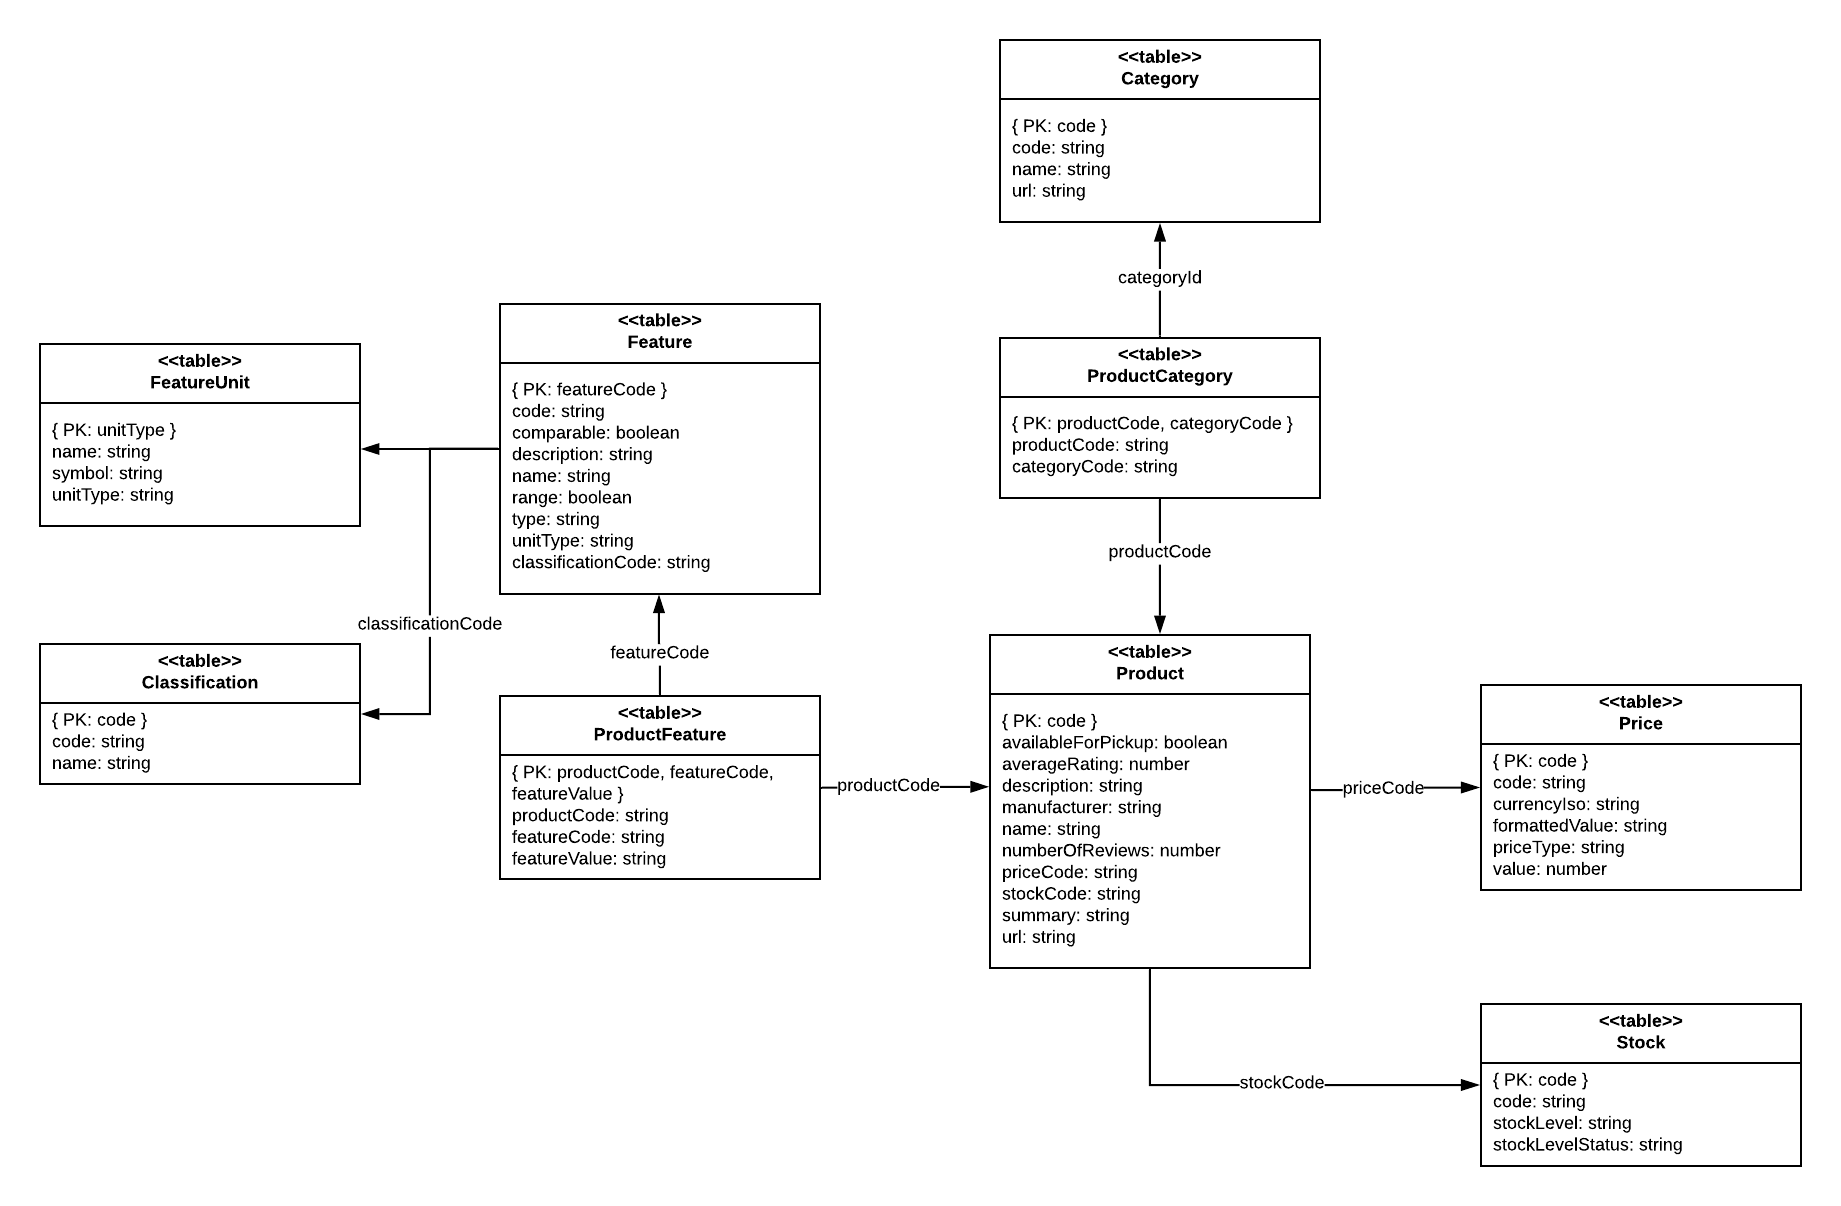 <<table>>
Category
{ PK: code }
code: string
name: string
url: string
categoryId
<<table>>
ProductCategory
{ PK: productCode, categoryCode }
productCode: string
categoryCode: string
productCode
<<table>>
Feature
{ PK: featureCode }
code: string
comparable: boolean
description: string
name: string
range: boolean
type: string
unitType: string
classificationCode: string
<<table>>
FeatureUnit
{ PK: unitType }
name: string
symbol: string
unitType: string
classificationCode
<<table>>
Classification
{ PK: code }
code: string
name: string
featureCode
<<table>>
ProductFeature
{ PK: productCode, featureCode,
featureValue }
productCode: string
featureCode: string
featureValue: string
productCode
<<table>>
Product
{ PK: code }
availableForPickup: boolean
averageRating: number
description: string
manufacturer: string
name: string
numberOfReviews: number
priceCode: string
stockCode: string
summary: string
url: string
priceCode
<<table>>
Price
{ PK: code }
code: string
currencyIso: string
formattedValue: string
priceType: string
value: number
stockCode
<<table>>
Stock
{ PK: code }
code: string
stockLevel: string
stockLevelStatus: string